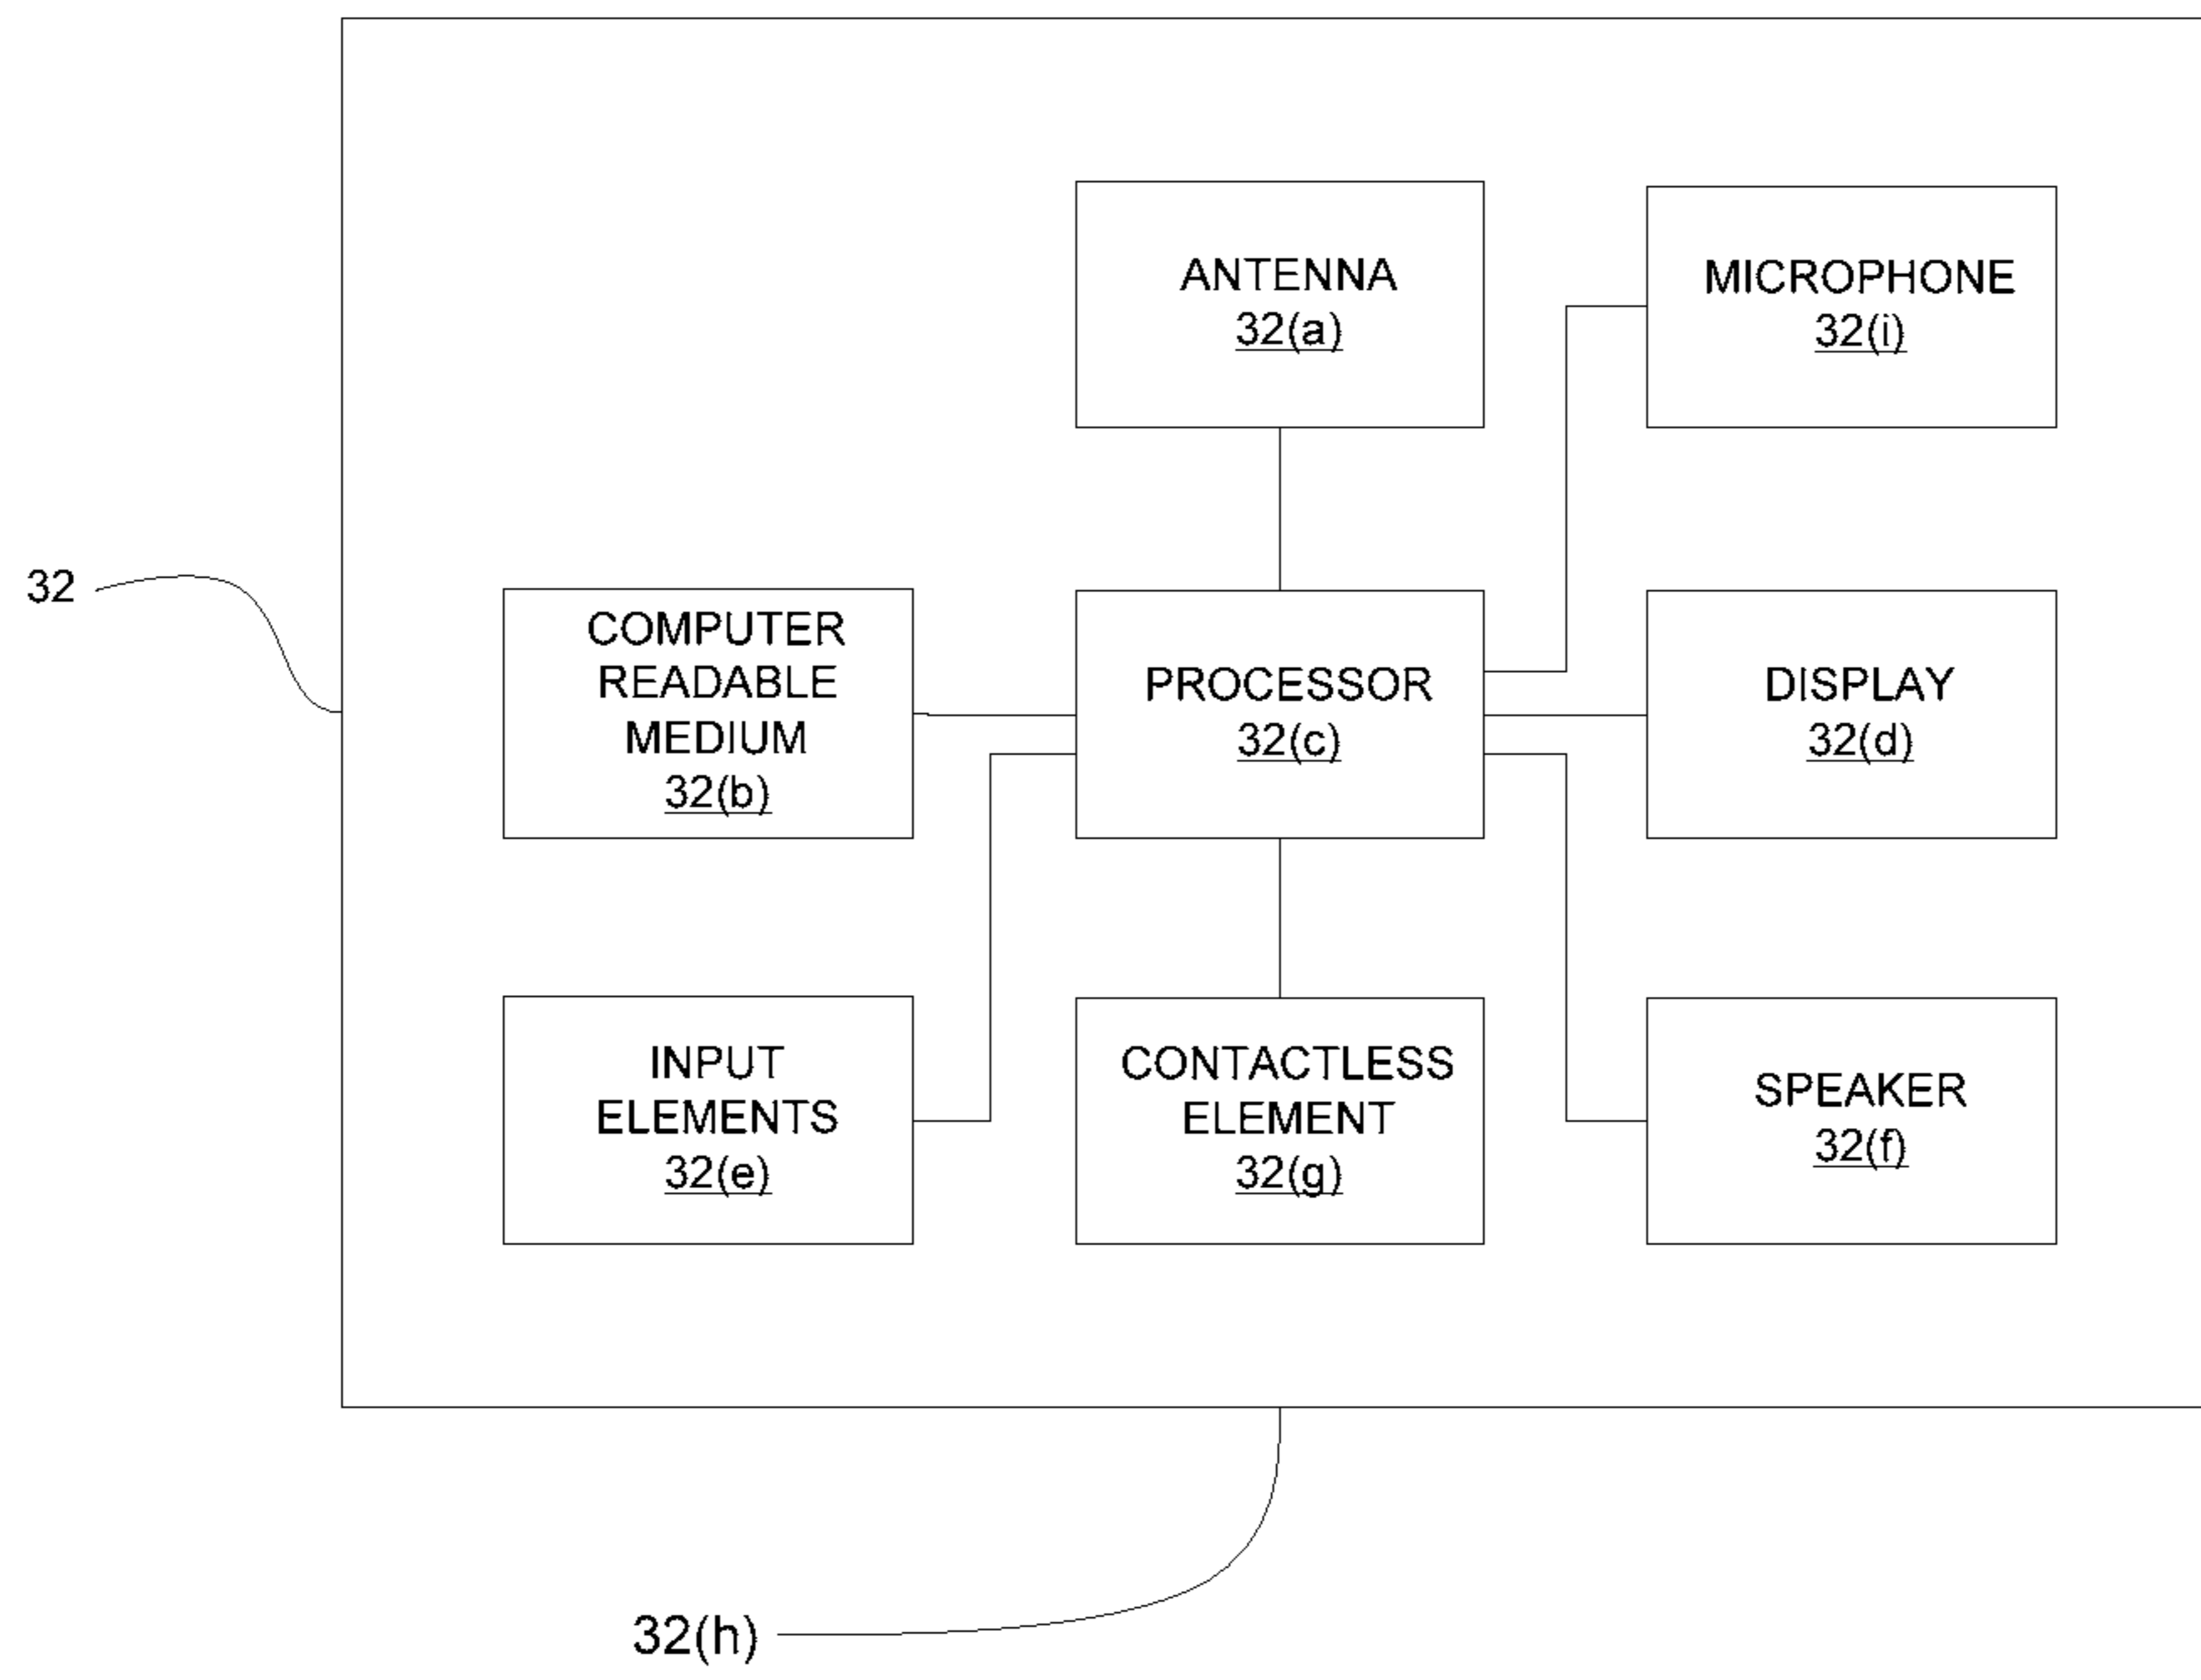 ANTENNA
32(a)
MICROPHONE
32(i)
32
COMPUTER
READABLE
MEDIUM
32(b)
PROCESSOR
32(c)
DISPLAY
32(d)
INPUT
ELEMENTS
32(e)
CONTACTLESS
ELEMENT
32(g)
SPEAKER
32(f)
32(h)